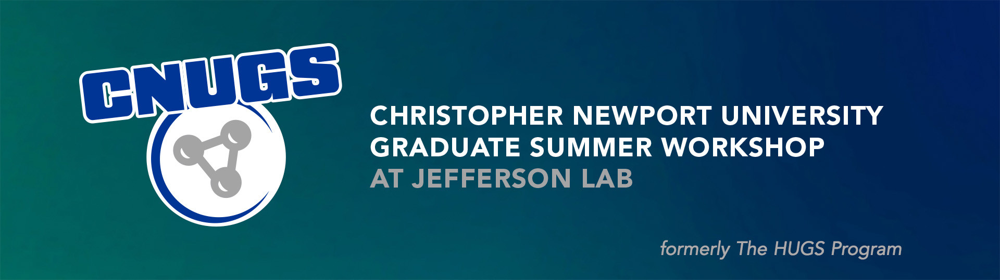 CNUGS
CHRISTOPHER NEWPORT UNIVERSITY
GRADUATE SUMMER WORKSHOP
AT JEFFERSON LAB
formerly The HUGS Program